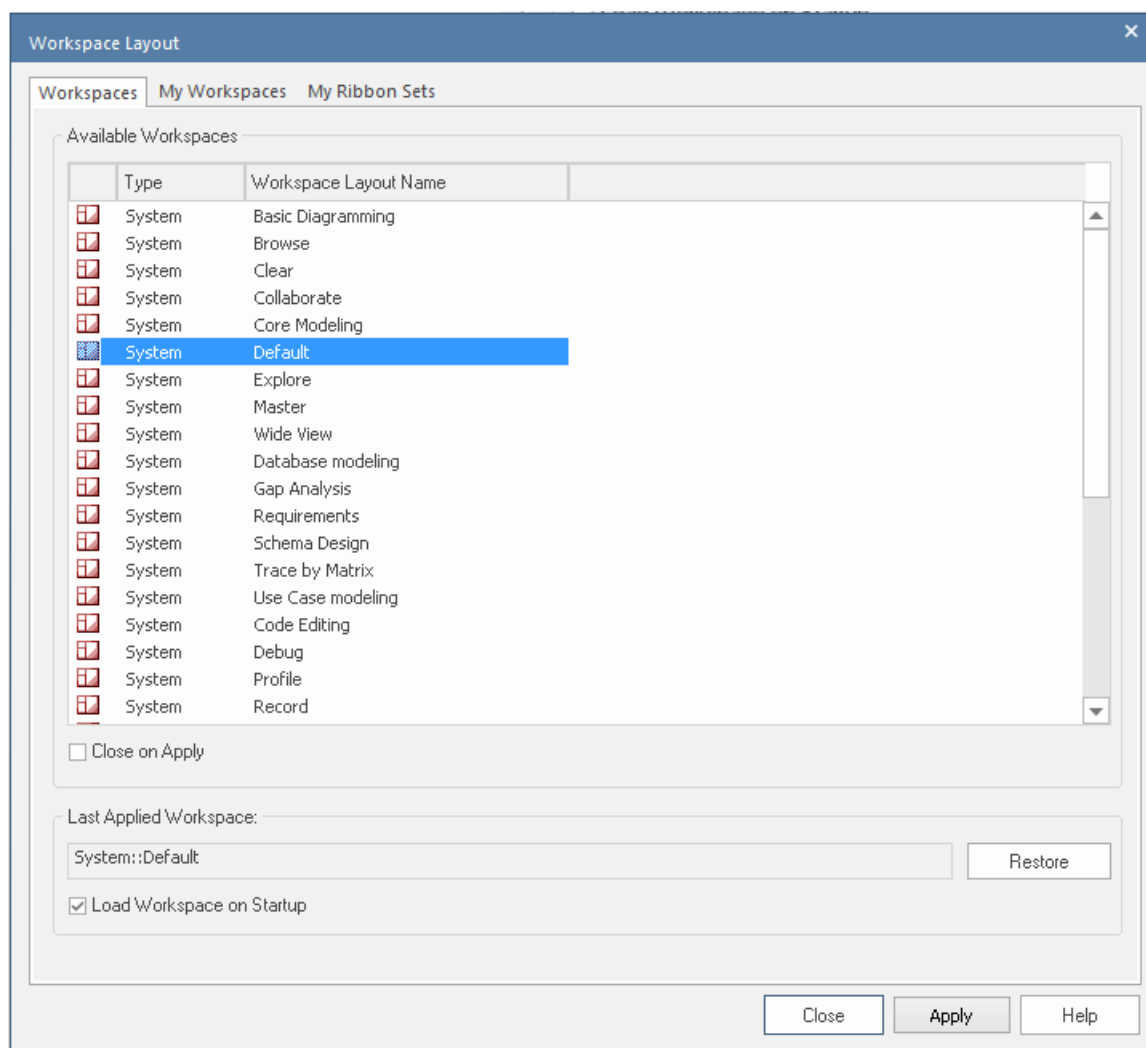 Workspace Layout
Workspaces My Workspaces My Ribbon Sets
Available Workspaces
Type Workspace Layout Name
System Basic Diagramming
System Browse
System Clear
System Collaborate
System Core Modeling
System Default
System Explore
System Master
System Wide View
System Database modeling
System Gap Analysis
System Requirements
System Schema Design
System Trace by Matrix
System Use Case modeling
System Code Editing
System Debug
System Profile
System Record
Close on Apply
Last Applied Workspace:
System::Default
Restore
Load Workspace on Startup
Close Apply Help